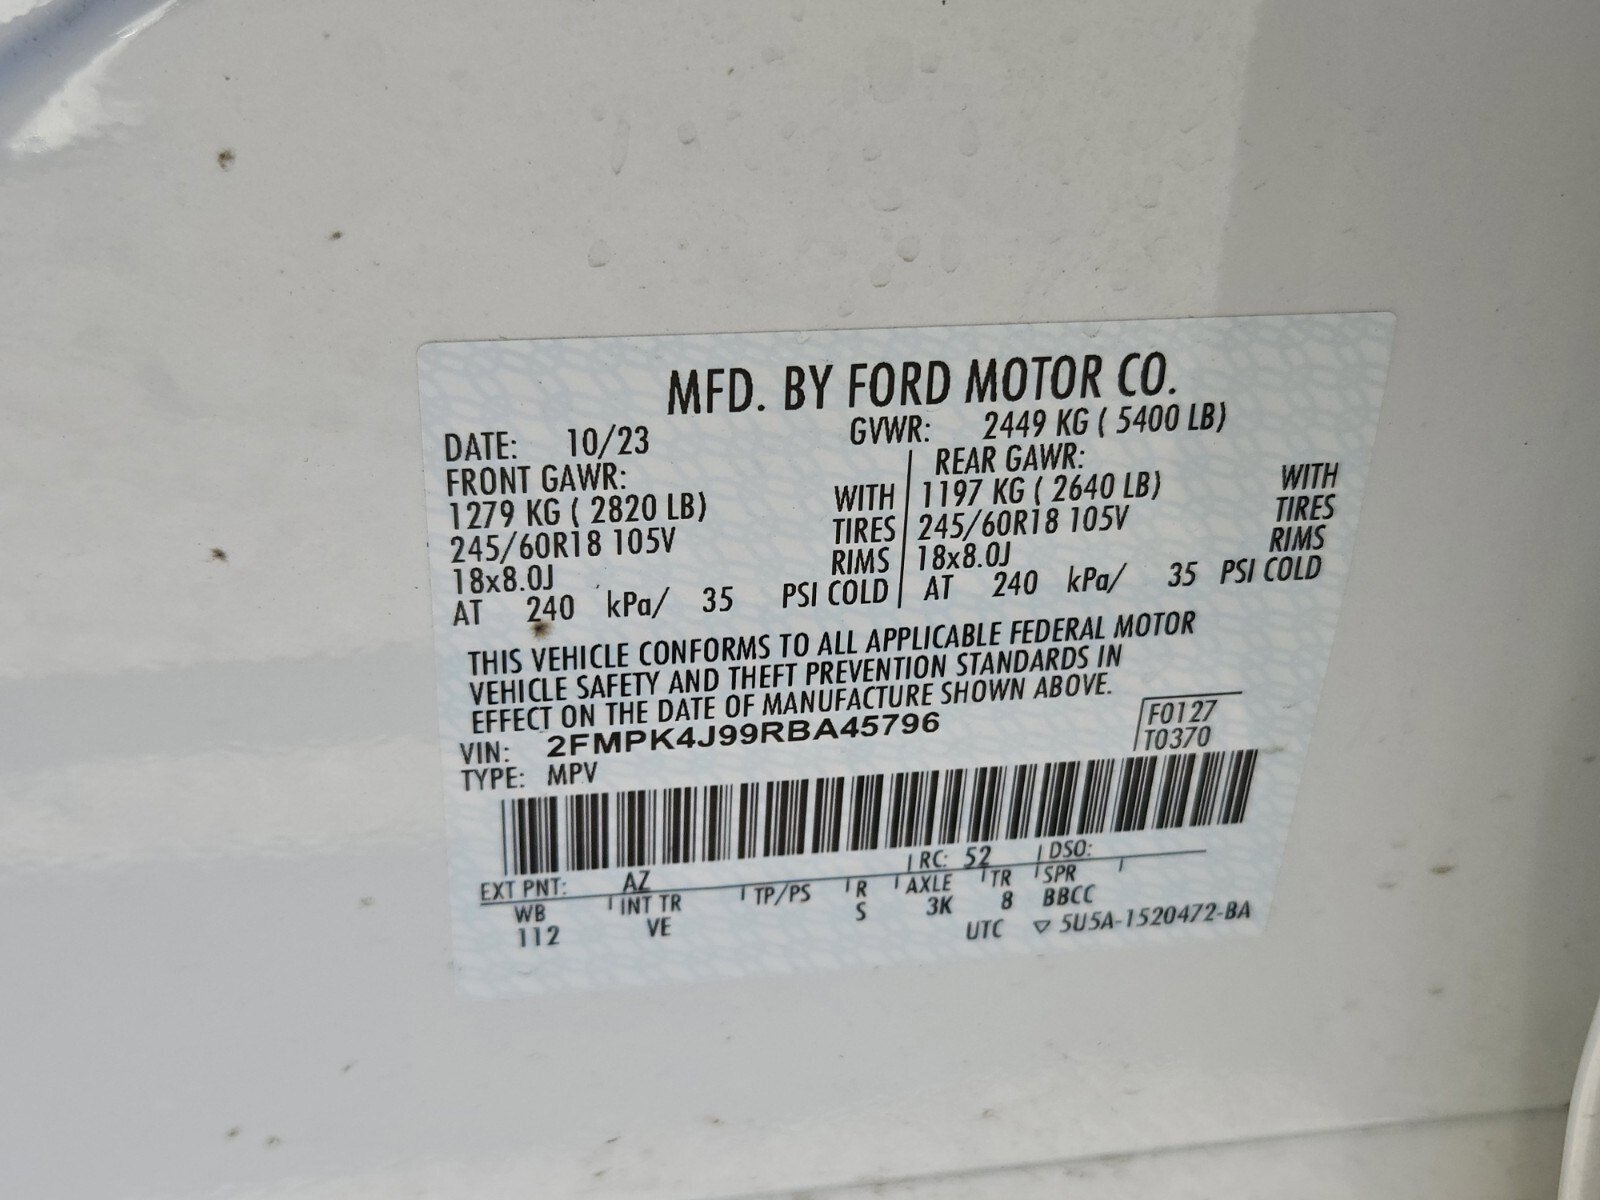 MFD. BY FORD MOTOR CO.
DATE: 10/23 GVWR: 2449 KG ( 5400 LB)
FRONT GAWR: REAR GAWR:
1279 KG ( 2820 LB) WITH 1197 KG ( 2640 LB) WITH
245/60R18 105V TIRES 245/60R18 105V TIRES
18x8.0J RIMS 18x8.0J RIMS
AT 240 kPa/ 35 PSI COLD AT 240 kPa/ 35 PSI COLD
THIS VEHICLE CONFORMS TO ALL APPLICABLE FEDERAL MOTOR
VEHICLE SAFETY AND THEFT PREVENTION STANDARDS IN
EFFECT ON THE DATE OF MANUFACTURE SHOWN ABOVE.
VIN: 2FMPK4J99RBA45796 F0127
TYPE: MPV T0370
EXT PNT: AZ RC: 52 DSO:
WB INT TR TP/PS R AXLE TR SPR
112 VE S 3K 8 BBCC
UTC ▽ 5U5A-1520472-BA